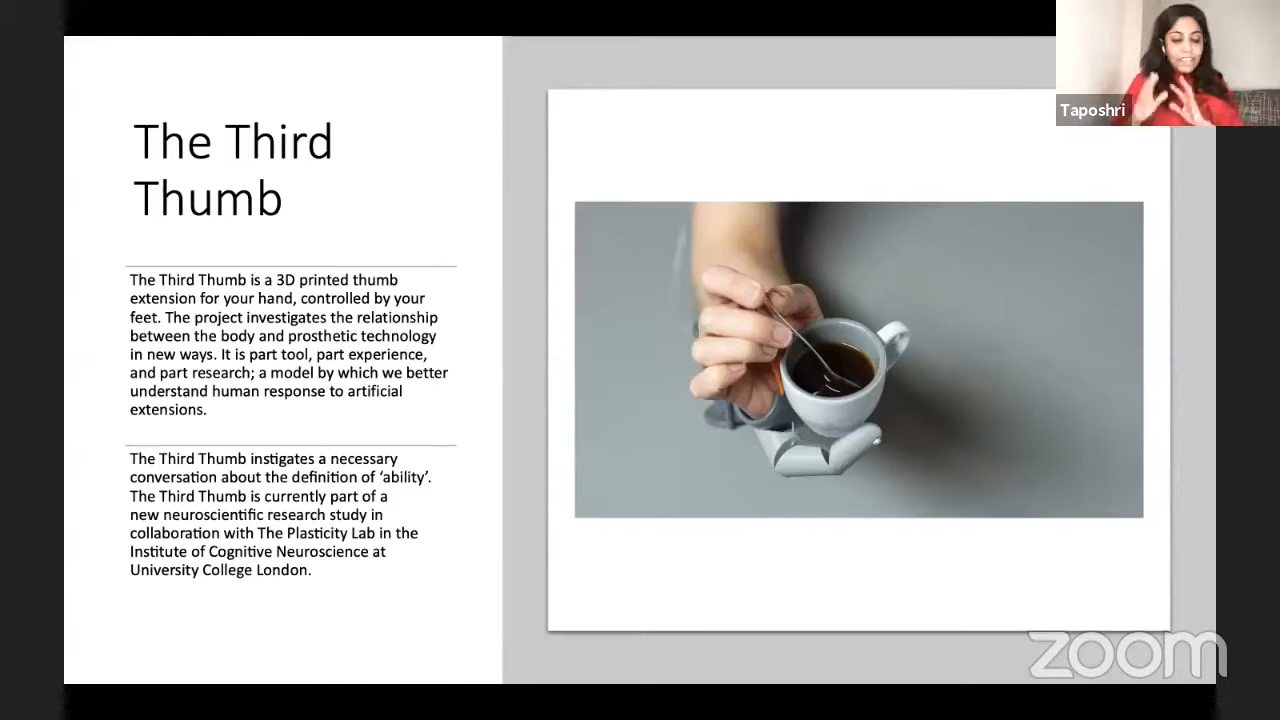 The Third
Thumb
The Third Thumb is a 3D printed thumb
extension for your hand, controlled by your
feet. The project investigates the relationship
between the body and prosthetic technology
in new ways. It is part tool, part experience,
and part research; a model by which we better
understand human response to artificial
extensions.
The Third Thumb instigates a necessary
conversation about the definition of ‘ability’.
The Third Thumb is currently part of a
new neuroscientific research study in
collaboration with The Plasticity Lab in the
Institute of Cognitive Neuroscience at
University College London.
Taposhri
zoom